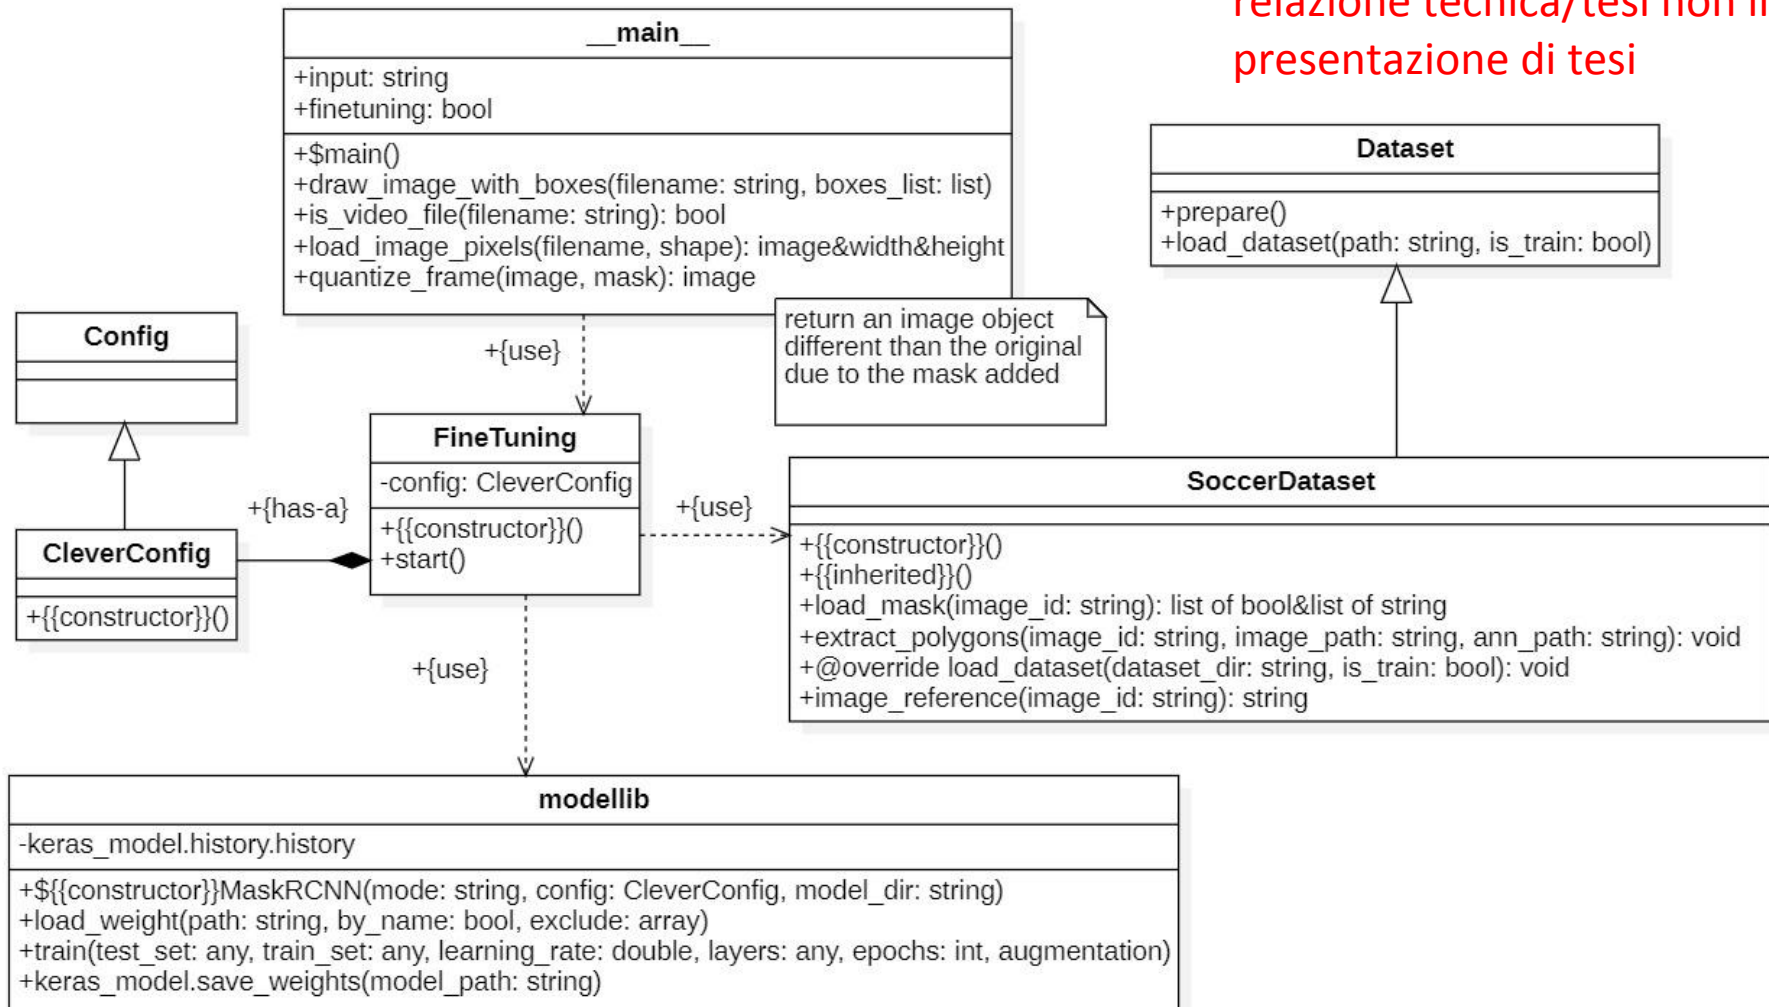 relazione tecnica/tesi non
presentazione di tesi
__main__
+input: string
+finetuning: bool
+$main()
+draw_image_with_boxes(filename: string, boxes_list: list)
+is_video_file(filename: string): bool
+load_image_pixels(filename, shape): image&width&height
+quantize_frame(image, mask): image
return an image object
different than the original
due to the mask added
Dataset
+prepare()
+load_dataset(path: string, is_train: bool)
Config
+{use}
FineTuning
-config: CleverConfig
+{{constructor}}()
+start()
+{has-a}
CleverConfig
+{{constructor}}()
+{use}
SoccerDataset
+{{constructor}}()
+{{inherited}}()
+load_mask(image_id: string): list of bool&list of string
+extract_polygons(image_id: string, image_path: string, ann_path: string): void
+@override load_dataset(dataset_dir: string, is_train: bool): void
+image_reference(image_id: string): string
+{use}
modellib
-keras_model.history.history
+${{constructor}}MaskRCNN(mode: string, config: CleverConfig, model_dir: string)
+load_weight(path: string, by_name: bool, exclude: array)
+train(test_set: any, train_set: any, learning_rate: double, layers: any, epochs: int, augmentation)
+keras_model.save_weights(model_path: string)